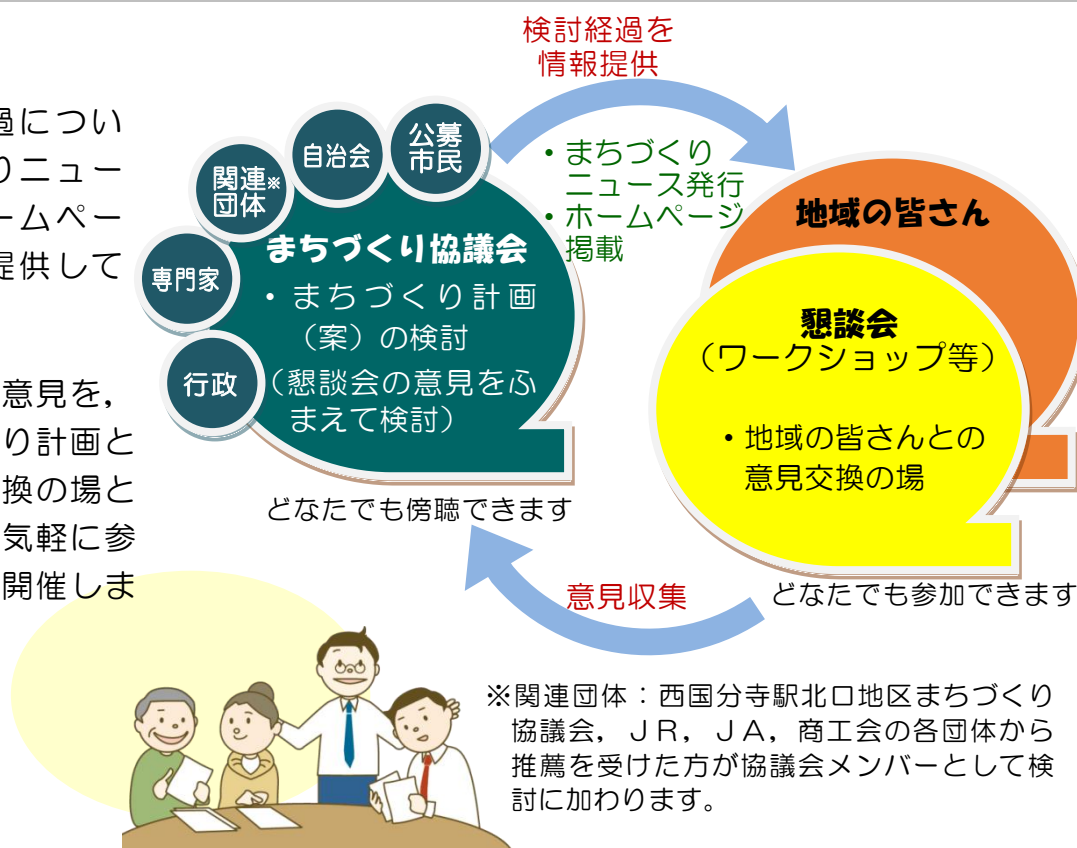 過につい
りニュー
ームペー
提供して
意見を，
り計画と
換の場と
気軽に参
開催しま
検討経過を
情報提供
・まちづくり
ニュース発行
・ホームページ
掲載
公募
市民
自治会
関連※
団体
専門家
行政
まちづくり協議会
・まちづくり計画
（案）の検討
（懇談会の意見をふ
まえて検討）
どなたでも傍聴できます
地域の皆さん
懇談会
（ワークショップ等）
・地域の皆さんとの
意見交換の場
どなたでも参加できます
意見収集
※関連団体：西国分寺駅北口地区まちづくり
協議会，ＪＲ，ＪＡ，商工会の各団体から
推薦を受けた方が協議会メンバーとして検
討に加わります。